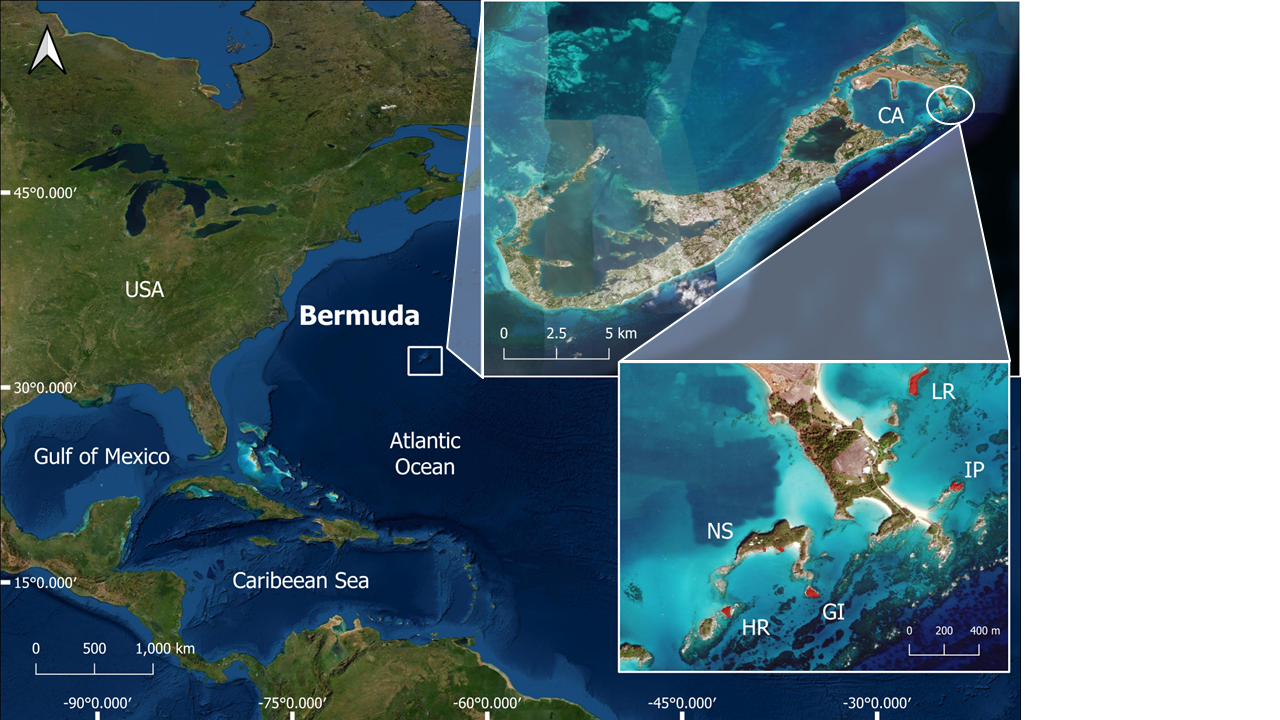 45°0.000′
USA
Bermuda
30°0.000′
Gulf of Mexico
Atlantic
Ocean
15°0.000′
Caribeean Sea
0 500 1,000 km
-90°0.000′ -75°0.000′ -60°0.000′ -45°0.000′ -30°0.000′
CA
0 2.5 5 km
LR
IP
NS
GI
HR
0 200 400 m